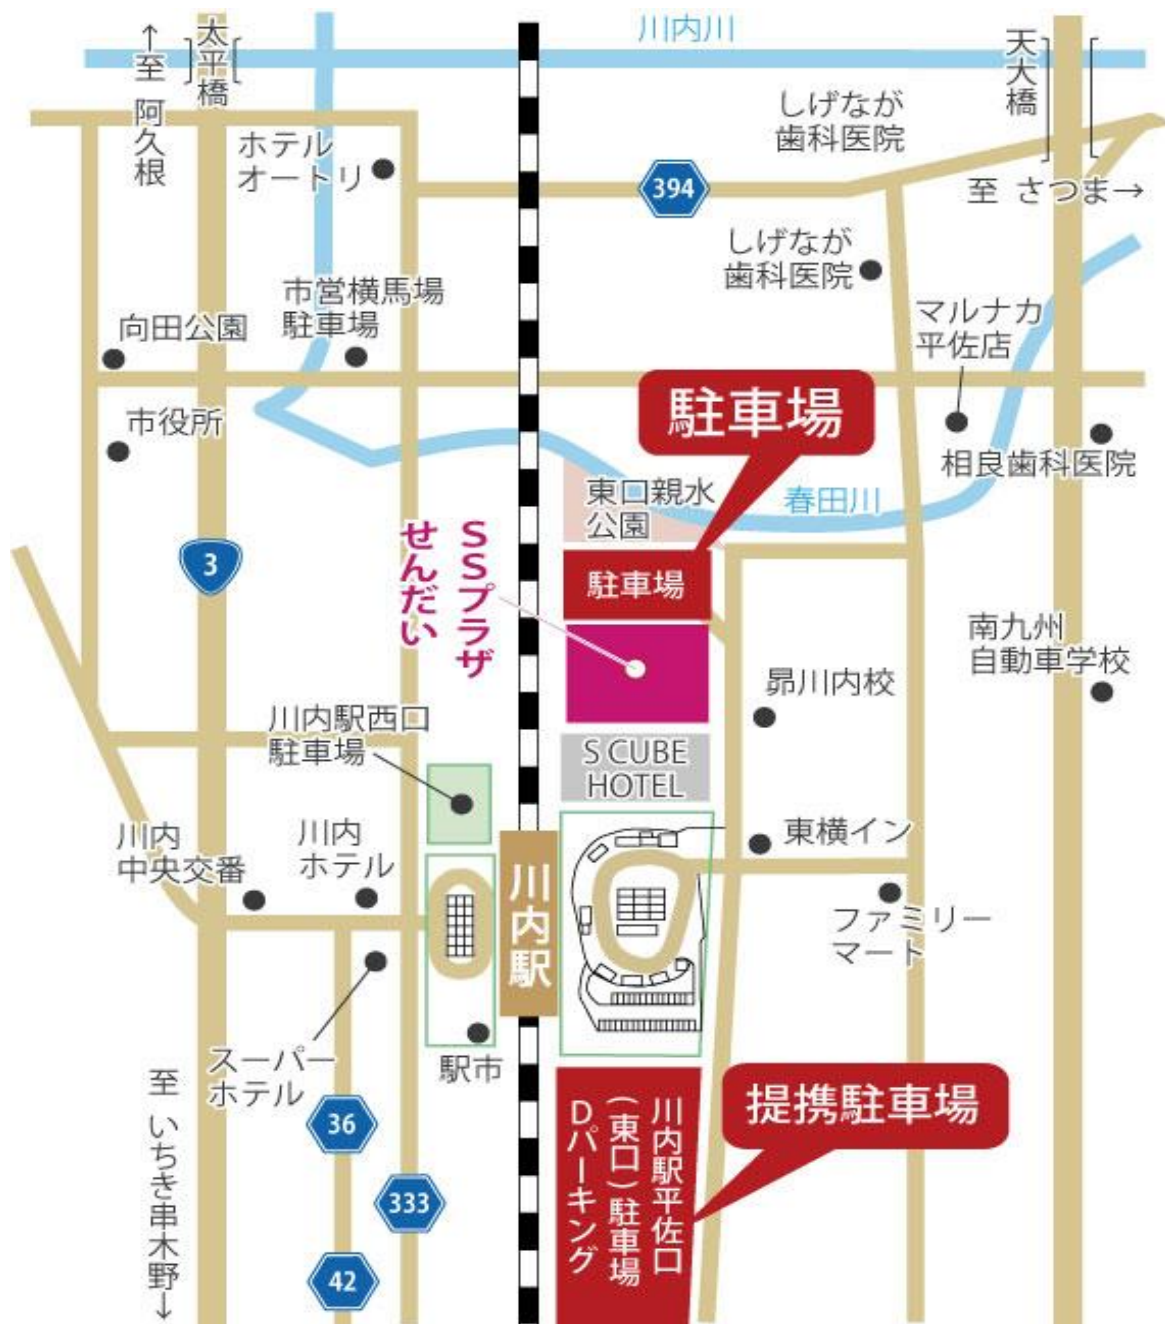 川内川
太平橋
天大橋
←至 阿久根
しげなが
歯科医院
ホテル
オートリ
394
至 さつま→
しげなが
歯科医院
市営横馬場
駐車場
向田公園
マルナカ
平佐店
駐車場
市役所
相良歯科医院
東口親水
公園
春田川
SSプラザ
せんだい
3
駐車場
南九州
自動車学校
昴川内校
川内駅西口
駐車場
S CUBE
HOTEL
川内
中央交番
川内
ホテル
東横イン
川内駅
ファミリー
マート
スーパー
ホテル
駅市
至 いちき串木野→
提携駐車場
川内駅平佐口
(東口)駐車場
Dパーキング
36
333
42